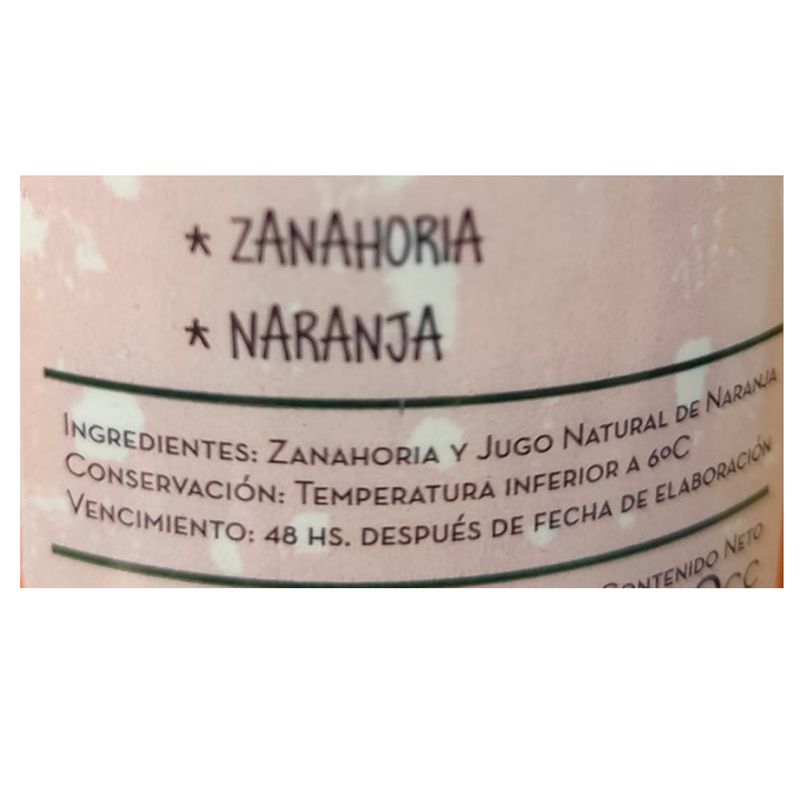 * ZANAHORIA
* NARANJA
INGREDIENTES: ZANAHORIA Y JUGO NATURAL DE NARANJA
CONSERVACIÓN: TEMPERATURA INFERIOR A 6ºC
VENCIMIENTO: 48 HS. DESPUÉS DE FECHA DE ELABORACIÓN
CONTENIDO NETO
CC